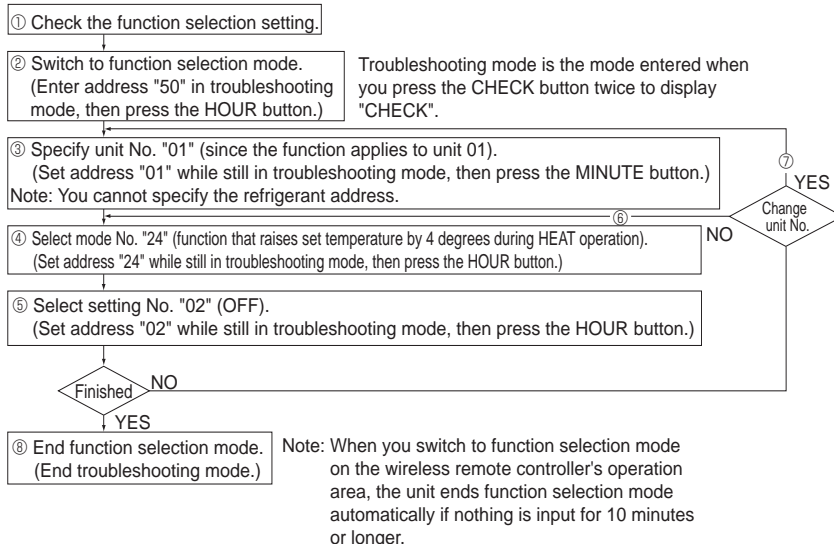 ① Check the function selection setting.
② Switch to function selection mode.
(Enter address "50" in troubleshooting
mode, then press the HOUR button.)
Troubleshooting mode is the mode entered when
you press the CHECK button twice to display
"CHECK".
③ Specify unit No. "01" (since the function applies to unit 01).
(Set address "01" while still in troubleshooting mode, then press the MINUTE button.)
Note: You cannot specify the refrigerant address.
⑦
YES
Change
unit No.
⑥
NO
④ Select mode No. "24" (function that raises set temperature by 4 degrees during HEAT operation).
(Set address "24" while still in troubleshooting mode, then press the HOUR button.)
⑤ Select setting No. "02" (OFF).
(Set address "02" while still in troubleshooting mode, then press the HOUR button.)
Finished
NO
YES
⑧ End function selection mode.
(End troubleshooting mode.)
Note: When you switch to function selection mode
on the wireless remote controller's operation
area, the unit ends function selection mode
automatically if nothing is input for 10 minutes
or longer.